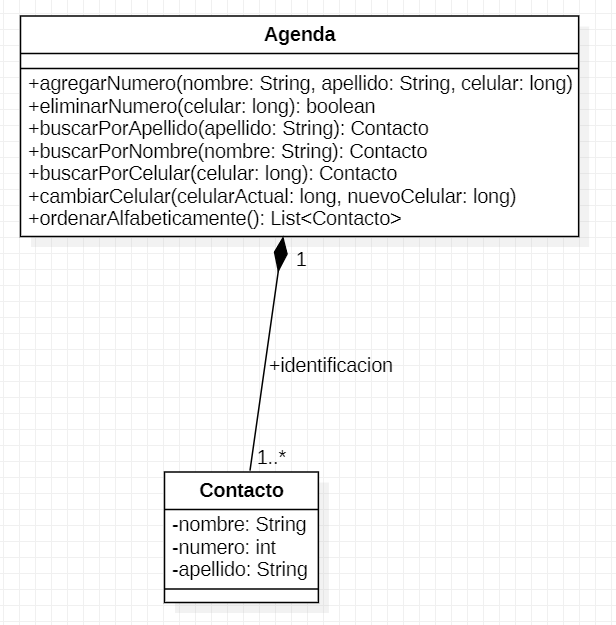 Agenda
+agregarNumero(nombre: String, apellido: String, celular: long)
+eliminarNumero(celular: long): boolean
+buscarPorApellido(apellido: String): Contacto
+buscarPorNombre(nombre: String): Contacto
+buscarPorCelular(celular: long): Contacto
+cambiarCelular(celularActual: long, nuevoCelular: long)
+ordenarAlfabeticamente(): List<Contacto>
1
+identificacion
1..*
Contacto
-nombre: String
-numero: int
-apellido: String